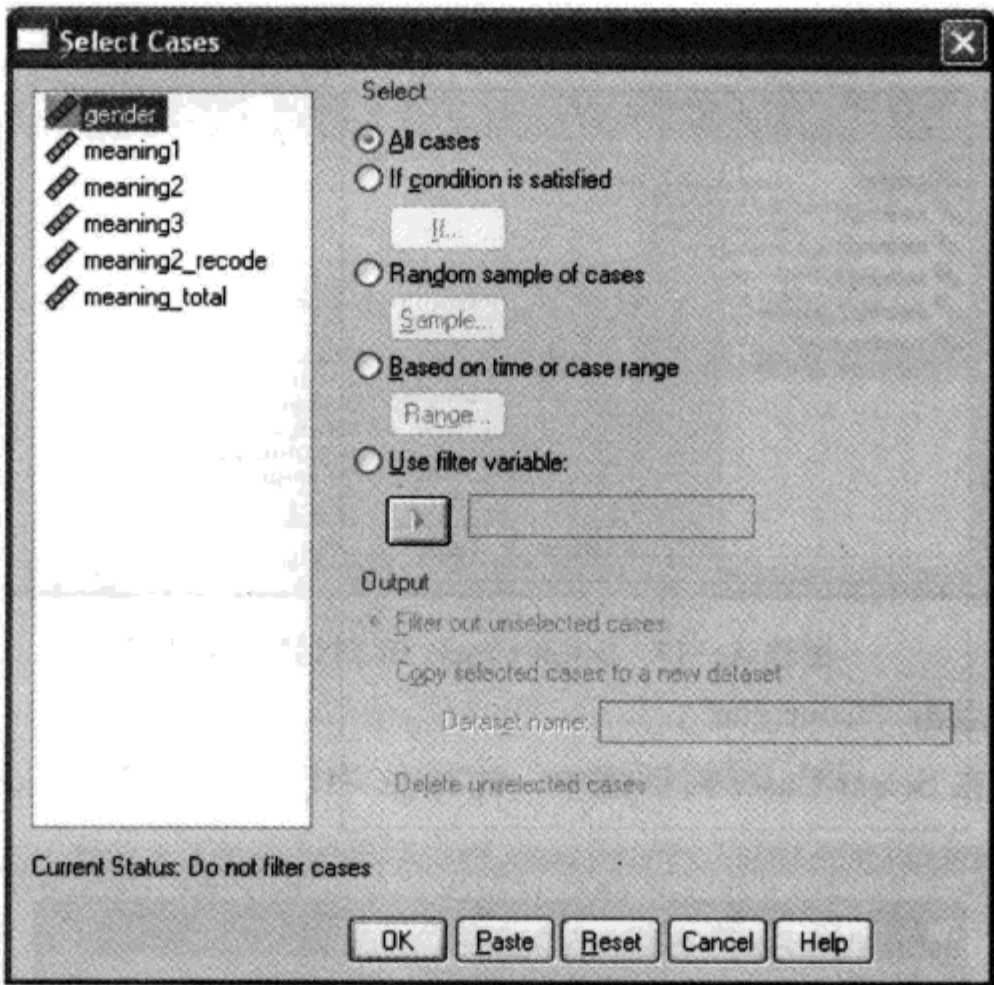 Select Cases
gender
meaning1
meaning2
meaning3
meaning2_recode
meaning_total
Select
All cases
If condition is satisfied
If...
Random sample of cases
Sample...
Based on time or case range
Range...
Use filter variable:
Output
Filter out unselected cases
Copy selected cases to a new dataset
Dataset name:
Delete unselected cases
Current Status: Do not filter cases
OK Paste Reset Cancel Help